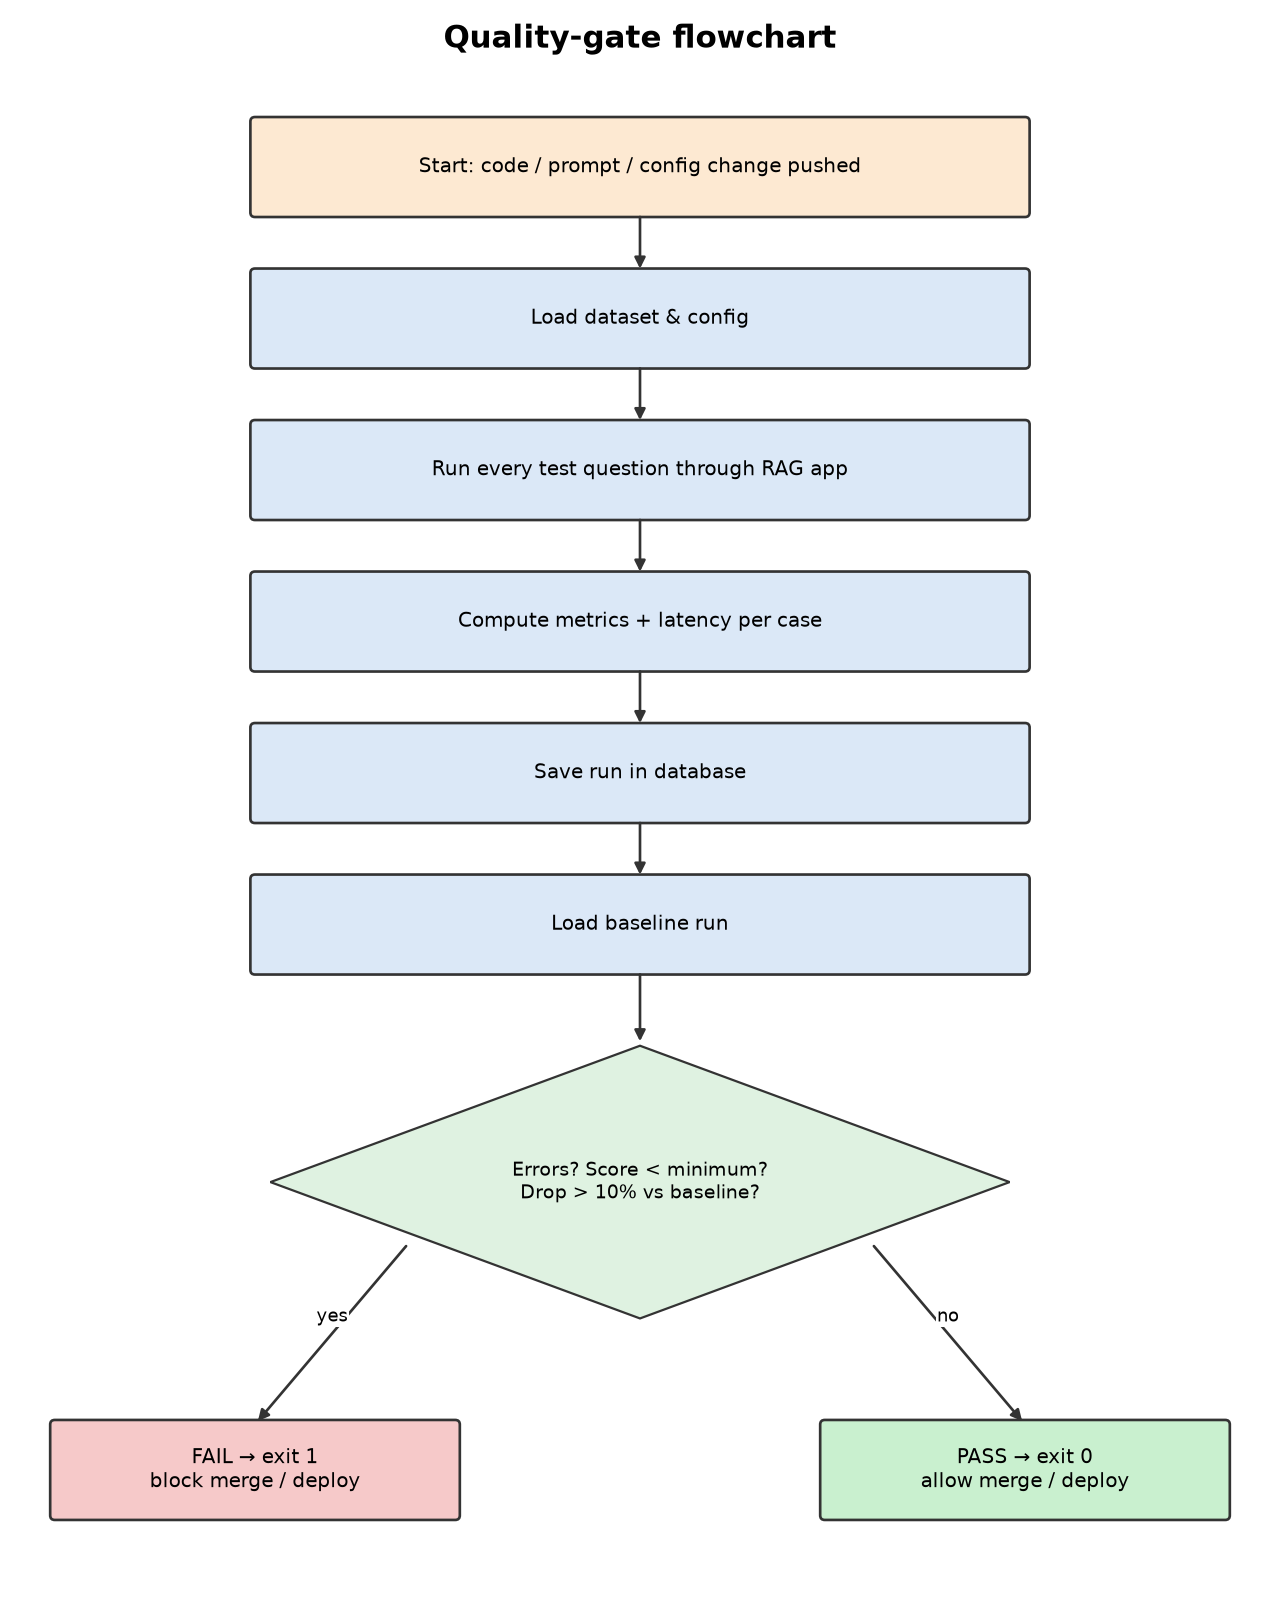 Quality-gate flowchart
Start: code / prompt / config change pushed
Load dataset & config
Run every test question through RAG app
Compute metrics + latency per case
Save run in database
Load baseline run
Errors? Score < minimum?
Drop > 10% vs baseline?
yes
no
FAIL → exit 1
block merge / deploy
PASS → exit 0
allow merge / deploy